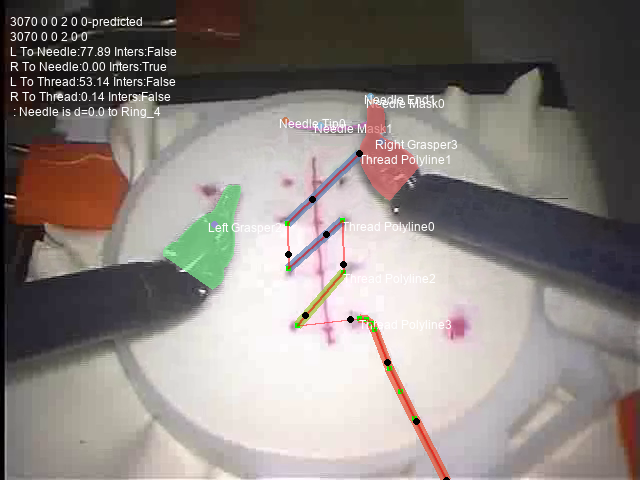 3070 0 0 2 0 0-predicted
3070 0 0 2 0 0
L To Needle:77.89 Inters:False
R To Needle:0.00 Inters:True
L To Thread:53.14 Inters:False
R To Thread:0.14 Inters:False
: Needle is d=0.0 to Ring_4
Needle End1
Needle Mask0
Needle Tip0
Needle Mask1
Right Grasper3
Thread Polyline1
Left Grasper2
Thread Polyline0
Thread Polyline2
Thread Polyline3